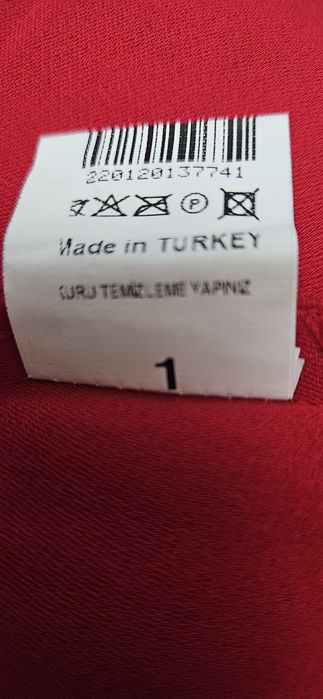 220120137741
P
Made in TURKEY
KURU TEMİZLEME YAPINIZ
1